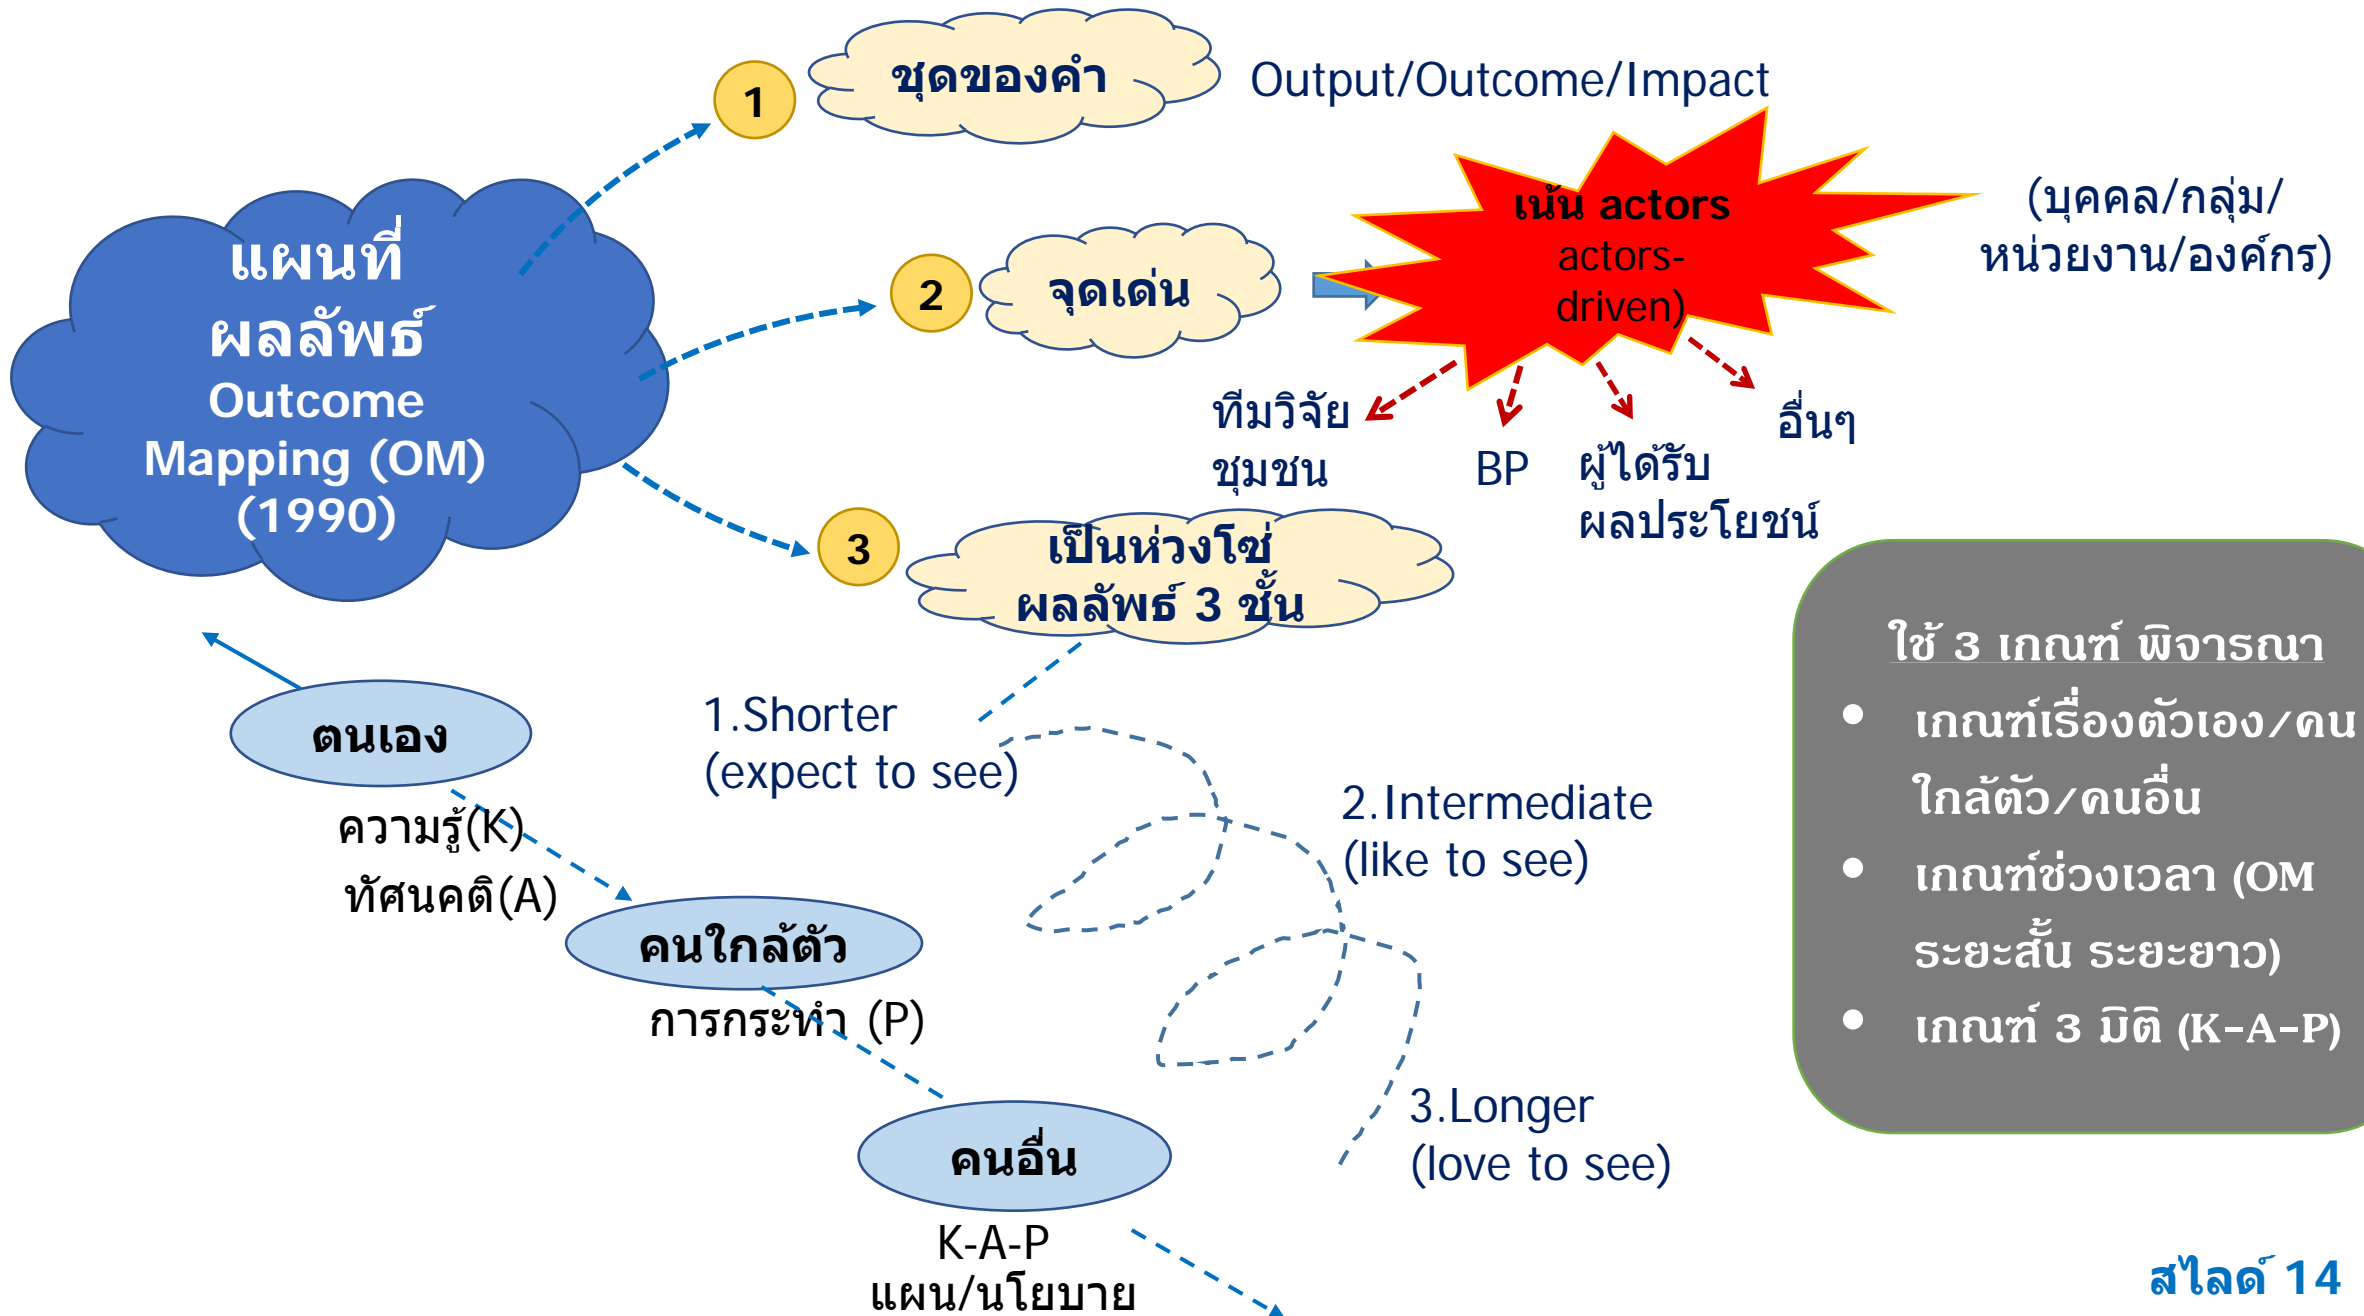 1
ชุดของคำ
Output/Outcome/Impact
แผนที่
ผลลัพธ์
Outcome
Mapping (OM)
(1990)
2
จุดเด่น
เน้น actors
actors-
driven)
(บุคคล/กลุ่ม/
หน่วยงาน/องค์กร)
ทีมวิจัย
ชุมชน
BP
ผู้ได้รับ
ผลประโยชน์
อื่นๆ
3
เป็นห่วงโซ่
ผลลัพธ์ 3 ชั้น
1.Shorter
(expect to see)
2.Intermediate
(like to see)
3.Longer
(love to see)
ตนเอง
ความรู้(K)
ทัศนคติ(A)
คนใกล้ตัว
การกระทำ (P)
คนอื่น
K-A-P
แผน/นโยบาย
ใช้ 3 เกณฑ์ พิจารณา
• เกณฑ์เรื่องตัวเอง/คน
ใกล้ตัว/คนอื่น
• เกณฑ์ช่วงเวลา (OM
ระยะสั้น ระยะยาว)
• เกณฑ์ 3 มิติ (K-A-P)
สไลด์ 14